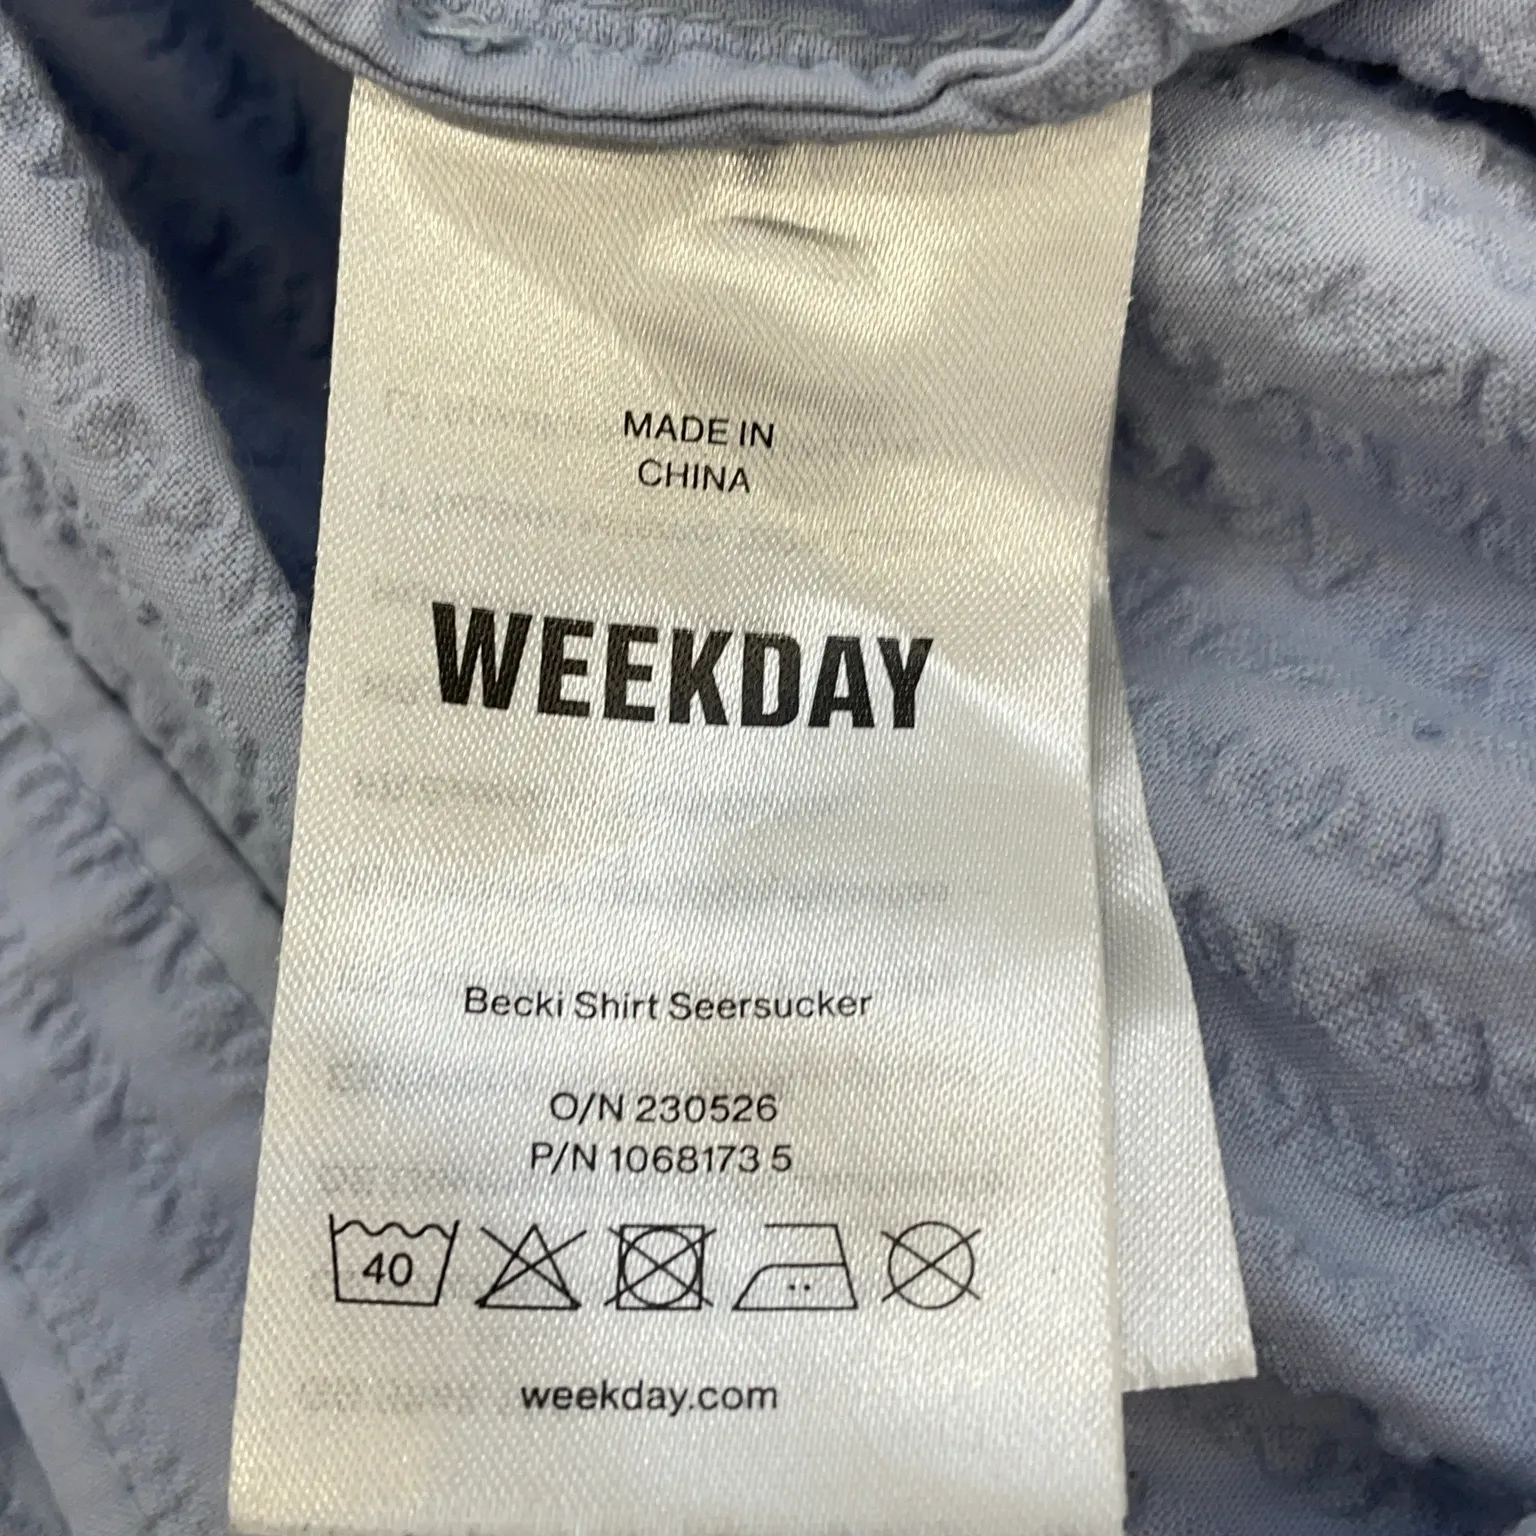 MADE IN
CHINA
WEEKDAY
Becki Shirt Seersucker
O/N 230526
P/N 1068173 5
40
weekday.com